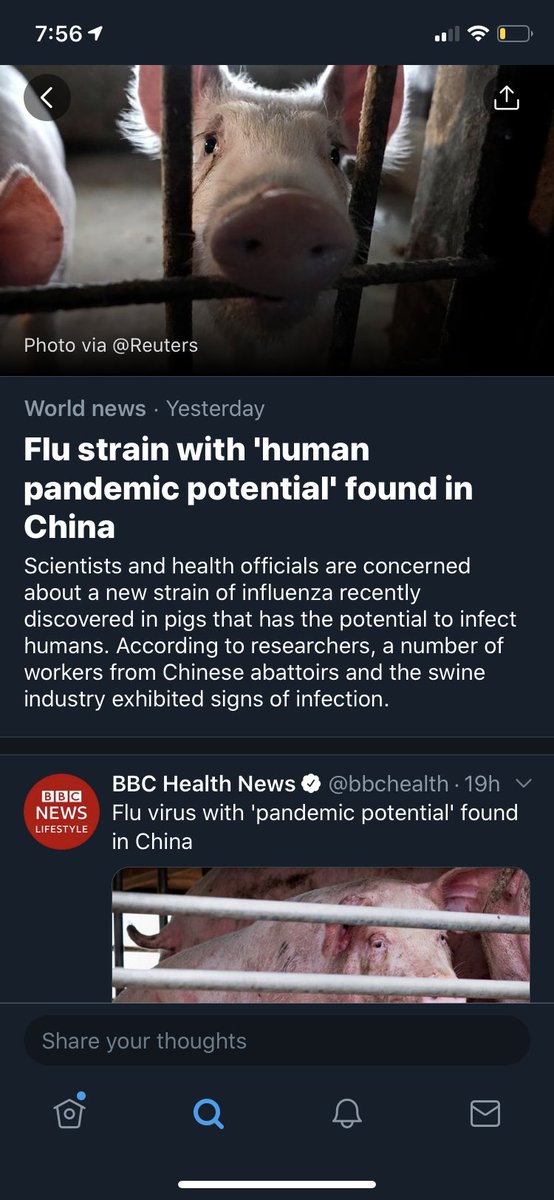 7:56
Photo via @Reuters
World news · Yesterday
Flu strain with 'human
pandemic potential' found in
China
Scientists and health officials are concerned
about a new strain of influenza recently
discovered in pigs that has the potential to infect
humans. According to researchers, a number of
workers from Chinese abattoirs and the swine
industry exhibited signs of infection.
BBC
NEWS
LIFESTYLE
BBC Health News @bbchealth · 19h
Flu virus with 'pandemic potential' found
in China
Share your thoughts